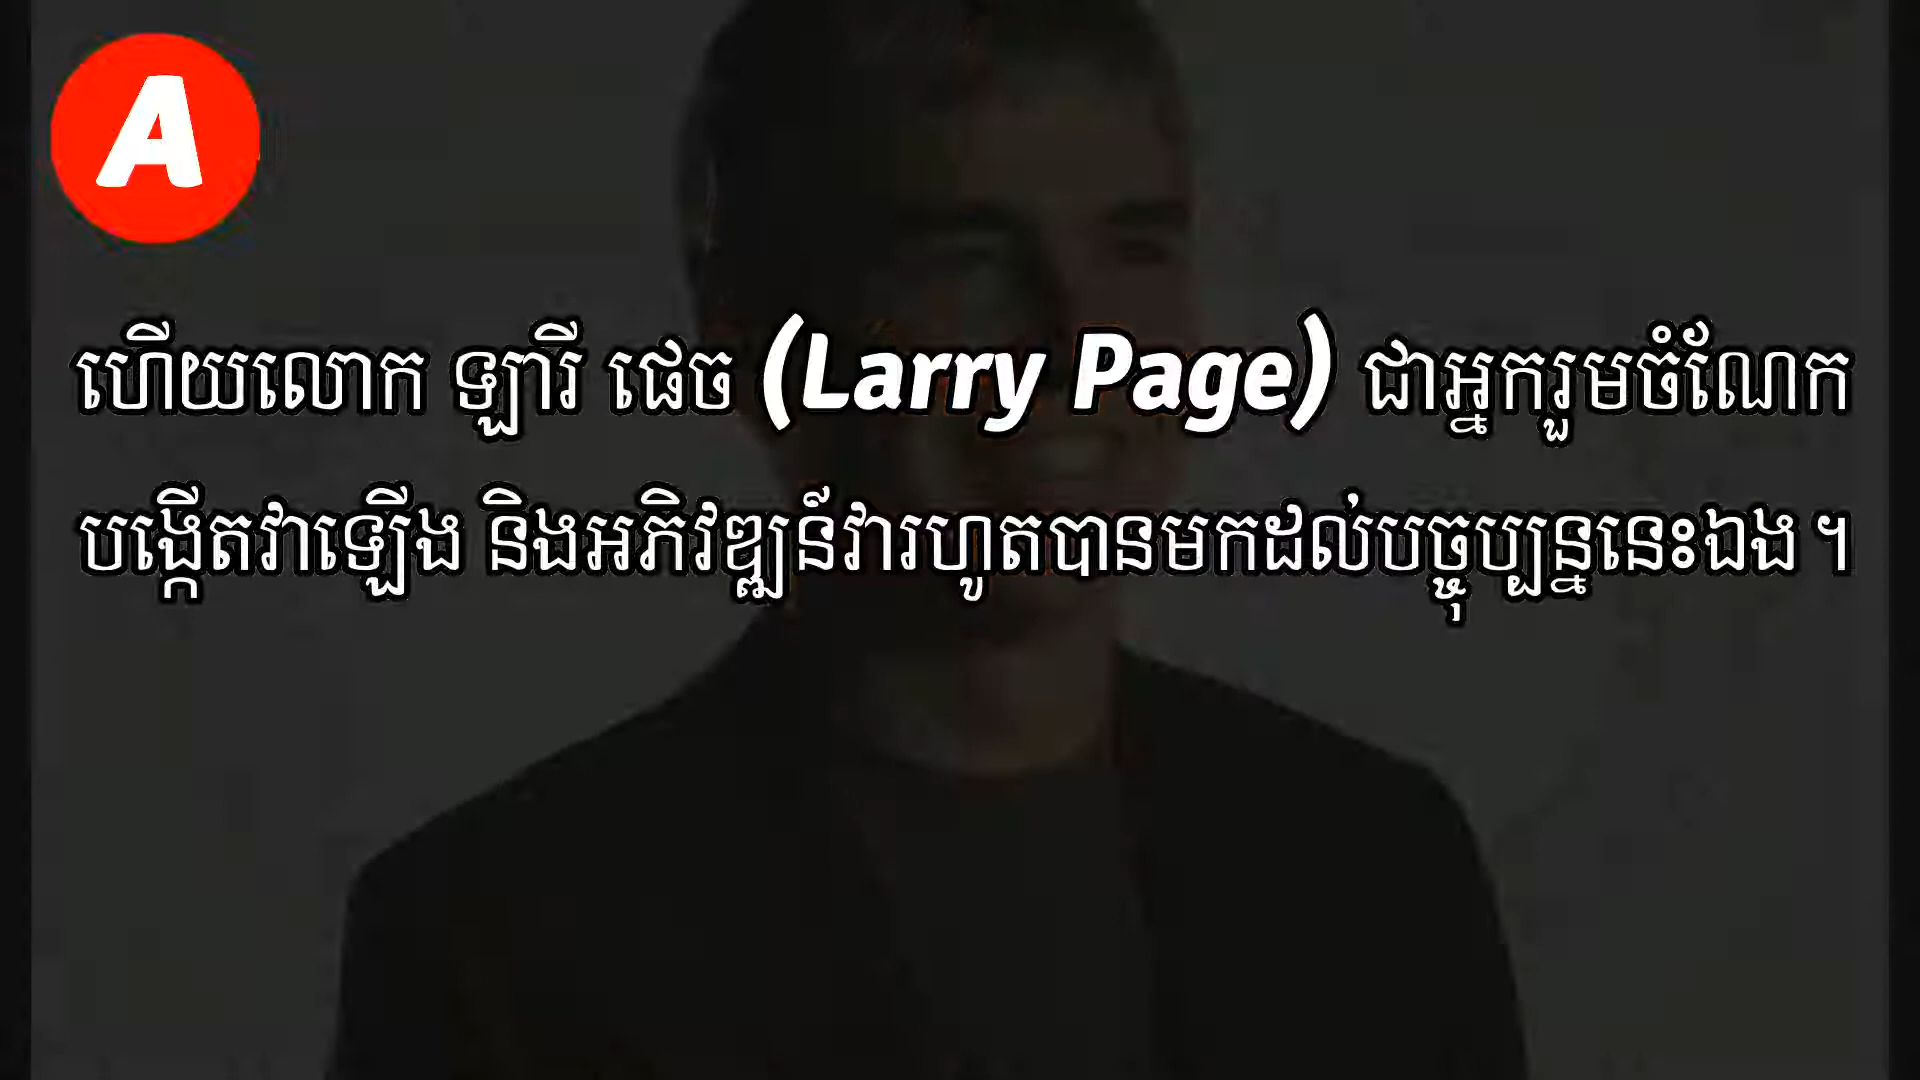 A
ហើយលោក ឡារី ផេច (Larry Page) ជាអ្នករួមចំណែក
បង្កើតវាឡើង និងអភិវឌ្ឍន៍វារហូតបានមកដល់បច្ចុប្បន្ននេះឯង។